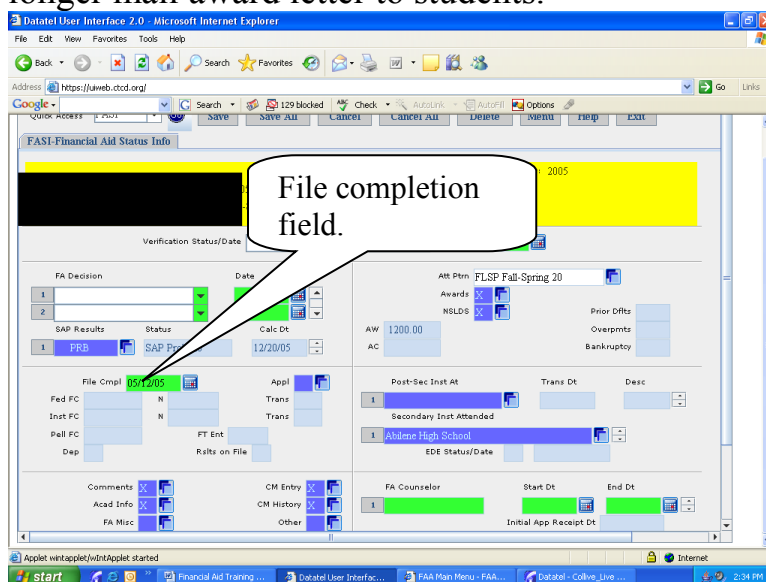 longer mail award letter to students.
Datatel User Interface 2.0 - Microsoft Internet Explorer
File Edit View Favorites Tools Help
Back Search Favorites
Address https://uiweb.ctcd.org/ Go Links
Google Search 129 blocked Check AutoLink AutoFill Options
Quick Access FASI Save Save All Cancel Cancel All Delete Menu Help Exit
FASI-Financial Aid Status Info
: 2005
File completion
field.
Verification Status/Date
FA Decision Date Att Ptrn FLSP Fall-Spring 20
1 Awards X
2 NSLDS X Prior Dflts
SAP Results Status Calc Dt AW 1200.00 Overpmts
1 PRB SAP 12/20/05 AC Bankruptcy
File Cmpl 05/12/05 Appl Post-Sec Inst At Trans Dt Desc
Fed FC N Trans 1
Inst FC N Trans Secondary Inst Attended
Pell FC FT Ent 1 Abilene High School
Dep Rslts on File EDE Status/Date
Comments X CM Entry X FA Counselor Start Dt End Dt
Acad Info X CM History X 1
FA Misc Other Initial App Receipt Dt
Applet wintapplet/wIntApplet started Internet
start Financial Aid Training ... Datatel User Interfac... FAA Main Menu - FAA... Datatel - Collive_Live ... 2:34 PM